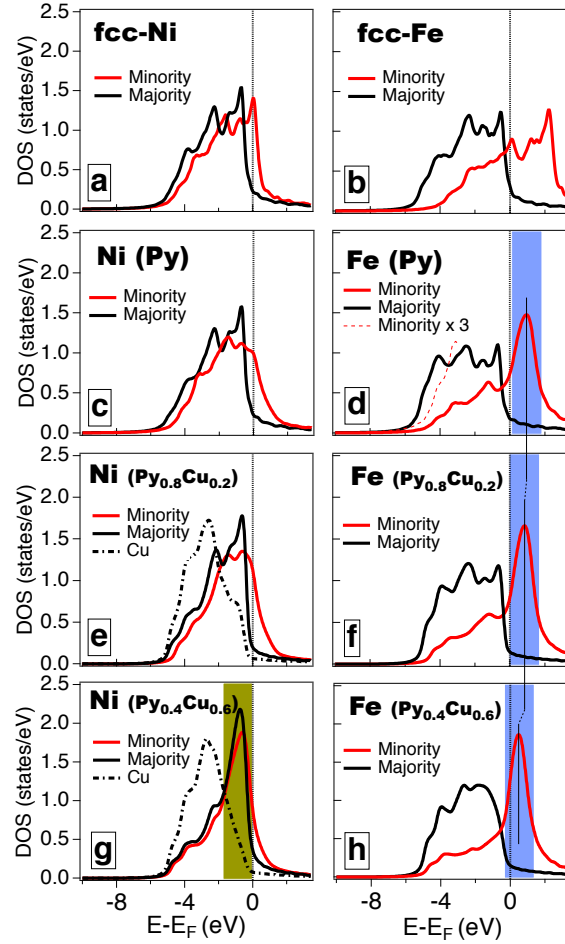 fcc-Ni
Minority
Majority
a
DOS (states/eV)
2.5
2.0
1.5
1.0
0.5
0.0
fcc-Fe
Minority
Majority
b
Ni (Py)
Minority
Majority
c
DOS (states/eV)
2.5
2.0
1.5
1.0
0.5
0.0
Fe (Py)
Minority
Majority
Minority x 3
d
Ni (Py0.8Cu0.2)
Minority
Majority
Cu
e
DOS (states/eV)
2.5
2.0
1.5
1.0
0.5
0.0
Fe (Py0.8Cu0.2)
Minority
Majority
f
Ni (Py0.4Cu0.6)
Minority
Majority
Cu
g
DOS (states/eV)
2.5
2.0
1.5
1.0
0.5
0.0
-8 -4 0
E-EF (eV)
Fe (Py0.4Cu0.6)
Minority
Majority
h
-8 -4 0
E-EF (eV)